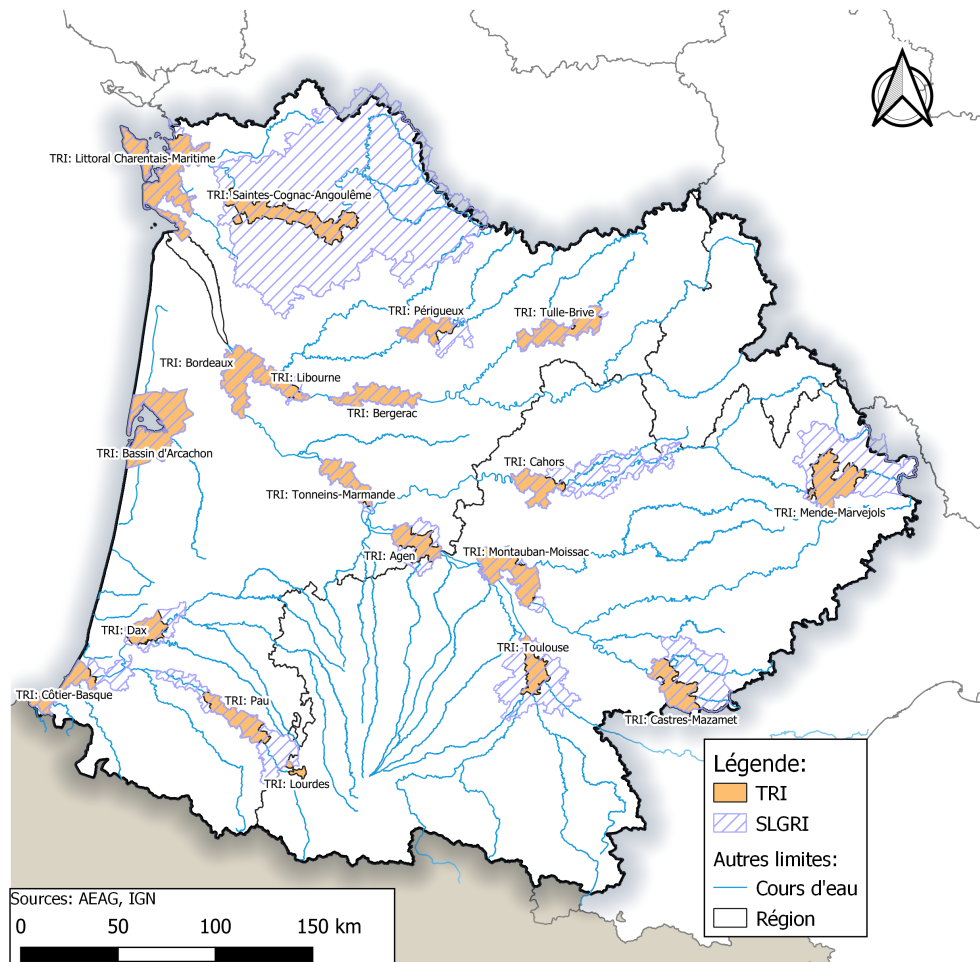 TRI: Littoral Charentais-Maritime
TRI: Saintes-Cognac-Angoulême
TRI: Périgueux
TRI: Tulle-Brive
TRI: Bordeaux
TRI: Libourne
TRI: Bergerac
TRI: Bassin d'Arcachon
TRI: Cahors
TRI: Tonneins-Marmande
TRI: Mende-Marvejols
TRI: Agen
TRI: Montauban-Moissac
TRI: Dax
TRI: Toulouse
TRI: Côtier-Basque
TRI: Pau
TRI: Castres-Mazamet
TRI: Lourdes
Légende:
TRI
SLGRI
Autres limites:
Cours d'eau
Région
Sources: AEAG, IGN
0 50 100 150 km